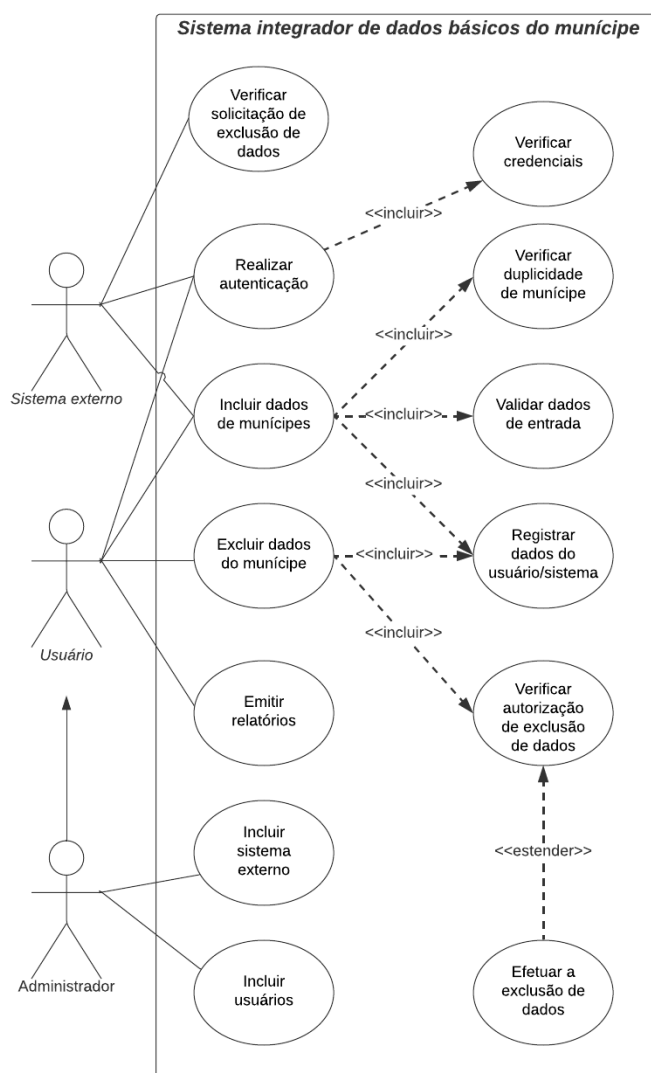 Sistema integrador de dados básicos do munícipe
Verificar
solicitação de
exclusão de
dados
Verificar
credenciais
<<incluir>>
Realizar
autenticação
Verificar
duplicidade
de munícipe
<<incluir>>
Sistema externo
Incluir dados
de munícipes
<<incluir>>
Validar dados
de entrada
<<incluir>>
Excluir dados
do munícipe
<<incluir>>
Registrar
dados do
usuário/sistema
<<incluir>>
Usuário
Emitir
relatórios
Verificar
autorização
de exclusão
de dados
Incluir
sistema
externo
<<estender>>
Administrador
Incluir
usuários
Efetuar a
exclusão de
dados